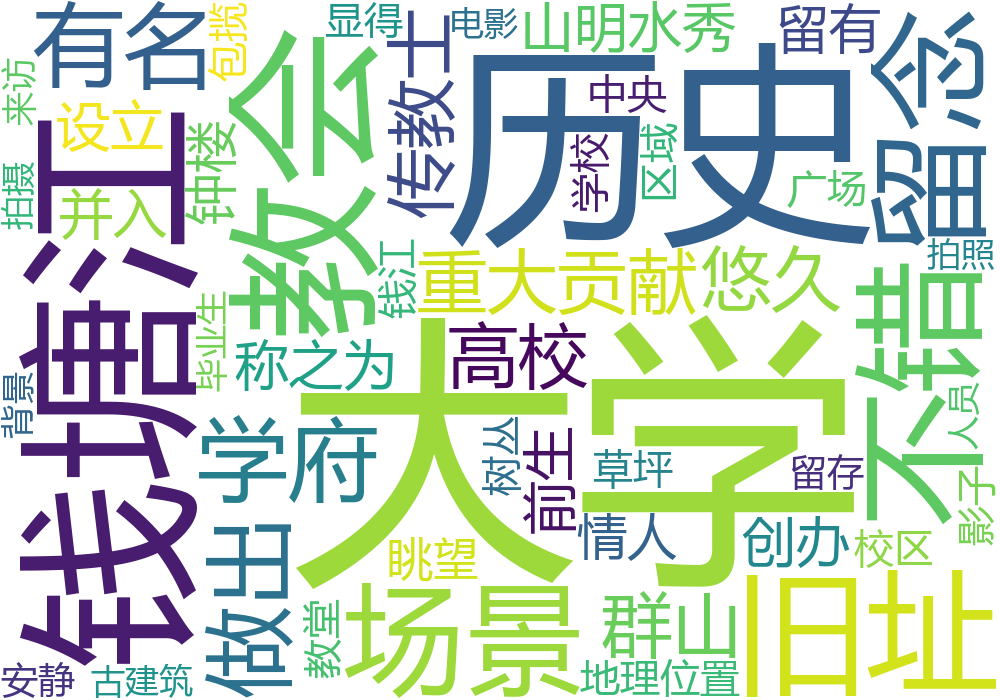 有名
包揽
显得
电影
山明水秀
留有
留念
来访
设立
教会
传教士
历史
中央
钱塘江
钟楼
学校
区域
拍摄
并入
广场
钱江
重大贡献
悠久
拍照
不错
毕业生
称之为
高校
大学
背景
学府
树丛
前生
草坪
留存
人员
影子
做出
眺望
情人
创办
校区
场景
群山
旧址
教堂
安静
古建筑
地理位置